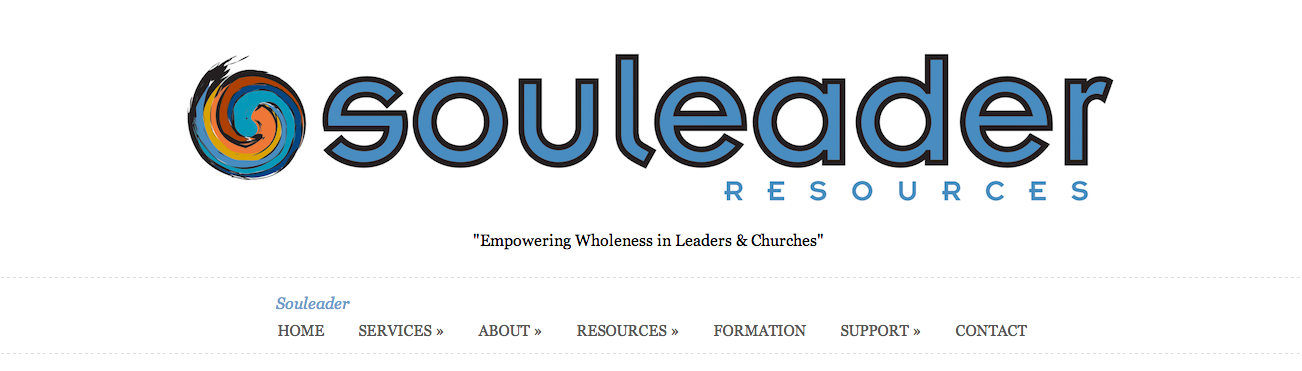 souleader
RESOURCES
"Empowering Wholeness in Leaders & Churches"
Souleader
HOME SERVICES » ABOUT » RESOURCES » FORMATION SUPPORT » CONTACT